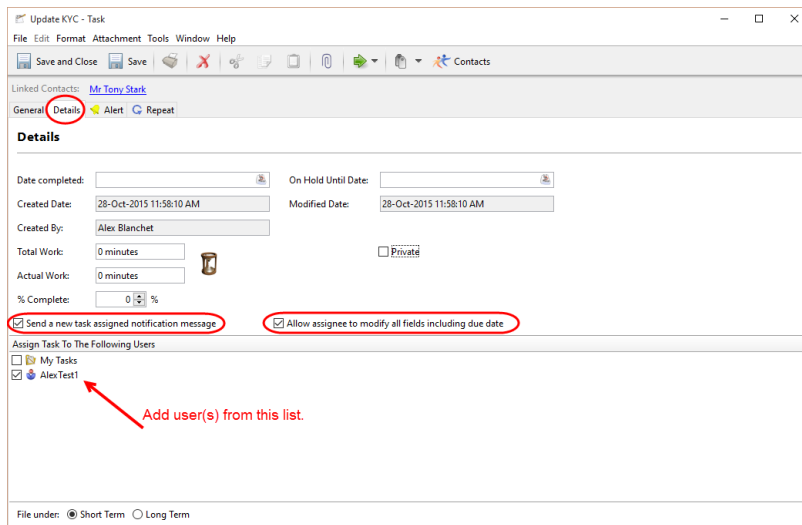 Update KYC - Task
File Edit Format Attachment Tools Window Help
Save and Close Save Contacts
Linked Contacts: Mr Tony Stark
General Details Alert Repeat
Details
Date completed: On Hold Until Date:
Created Date: 28-Oct-2015 11:58:10 AM Modified Date: 28-Oct-2015 11:58:10 AM
Created By: Alex Blanchet
Total Work: 0 minutes Private
Actual Work: 0 minutes
% Complete: 0 %
Send a new task assigned notification message Allow assignee to modify all fields including due date
Assign Task To The Following Users
My Tasks
AlexTest1
Add user(s) from this list.
File under: Short Term Long Term